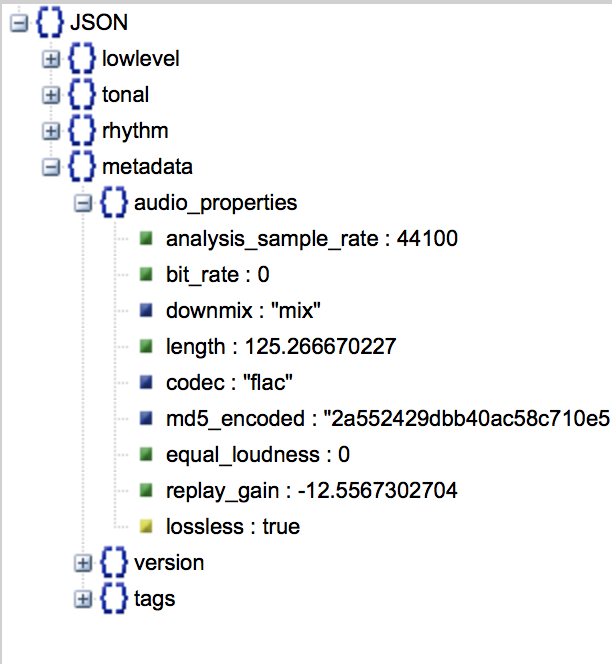 JSON
lowlevel
tonal
rhythm
metadata
audio_properties
analysis_sample_rate : 44100
bit_rate : 0
downmix : "mix"
length : 125.266670227
codec : "flac"
md5_encoded : "2a552429dbb40ac58c710e5
equal_loudness : 0
replay_gain : -12.5567302704
lossless : true
version
tags